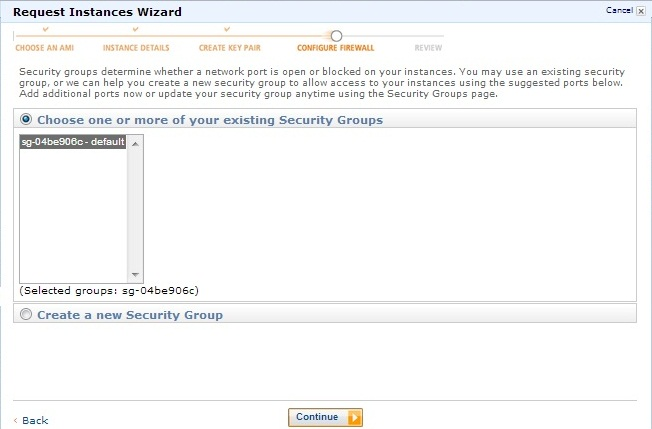 Request Instances Wizard
Cancel
CHOOSE AN AMI INSTANCE DETAILS CREATE KEY PAIR CONFIGURE FIREWALL REVIEW
Security groups determine whether a network port is open or blocked on your instances. You may use an existing security
group, or we can help you create a new security group to allow access to your instances using the suggested ports below.
Add additional ports now or update your security group anytime using the Security Groups page.
Choose one or more of your existing Security Groups
sg-04be906c - default
(Selected groups: sg-04be906c)
Create a new Security Group
< Back
Continue